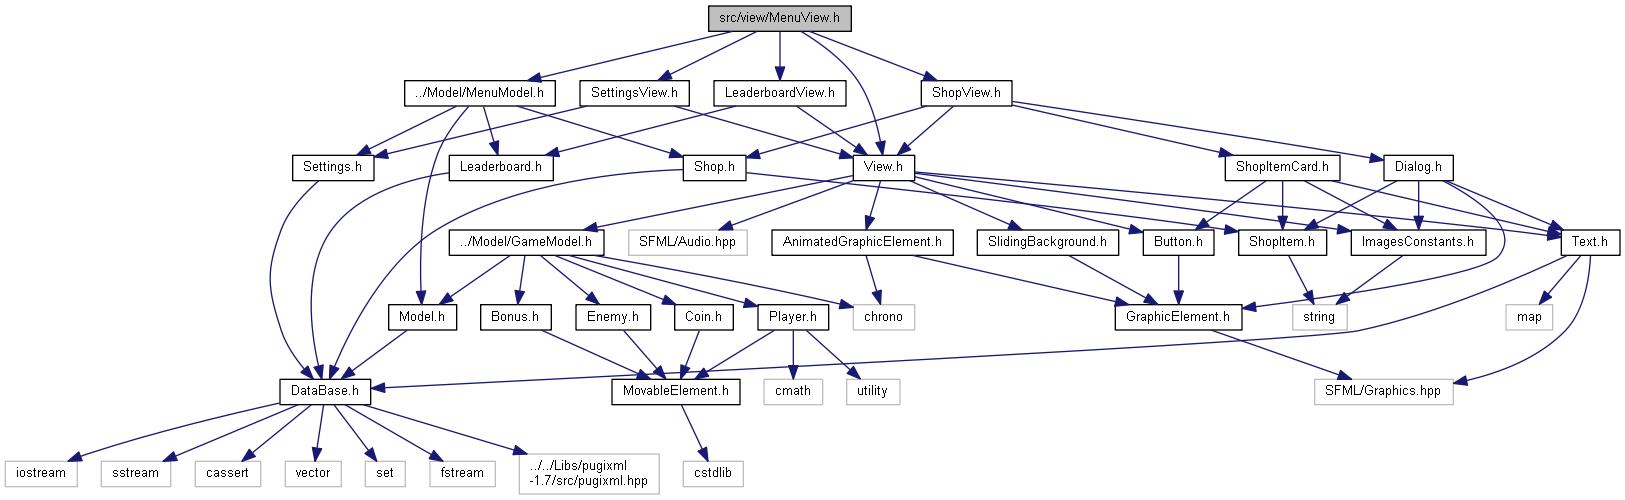 src/view/MenuView.h
../Model/MenuModel.h
SettingsView.h
LeaderboardView.h
ShopView.h
Settings.h
Leaderboard.h
Shop.h
View.h
ShopItemCard.h
Dialog.h
../Model/GameModel.h
SFML/Audio.hpp
AnimatedGraphicElement.h
SlidingBackground.h
Button.h
ShopItem.h
ImagesConstants.h
Text.h
Model.h
Bonus.h
Enemy.h
Coin.h
Player.h
chrono
GraphicElement.h
string
map
DataBase.h
MovableElement.h
cmath
utility
SFML/Graphics.hpp
iostream
sstream
cassert
vector
set
fstream
../../Libs/pugixml
-1.7/src/pugixml.hpp
cstdlib